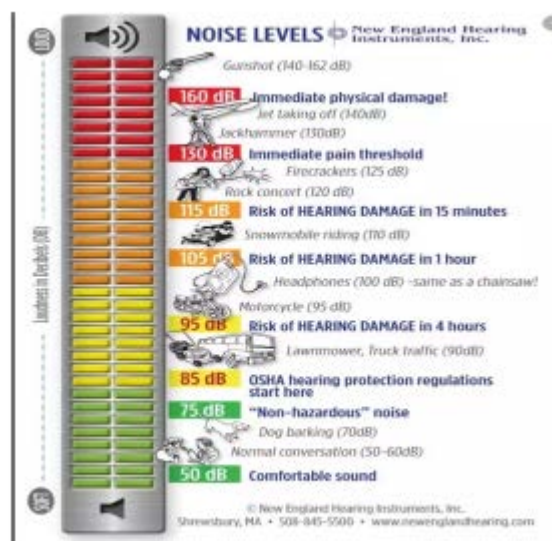 LOUD
NOISE LEVELS
New England Hearing
Instruments, Inc.
Gunshot (140-162 dB)
160 dB Immediate physical damage!
Jet taking off (140dB)
Jackhammer (130dB)
130 dB Immediate pain threshold
Firecrackers (125 dB)
Rock concert (120 dB)
115 dB Risk of HEARING DAMAGE in 15 minutes
Snowmobile riding (110 dB)
105 dB Risk of HEARING DAMAGE in 1 hour
Headphones (100 dB) -same as a chainsaw!
Motorcycle (95 dB)
95 dB Risk of HEARING DAMAGE in 4 hours
Lawnmower, Truck traffic (90dB)
85 dB OSHA hearing protection regulations
start here
75 dB "Non-hazardous" noise
Dog barking (70dB)
Normal conversation (50-60dB)
50 dB Comfortable sound
Loudness in Decibels (DB)
SOFT
© New England Hearing Instruments, Inc.
Shrewsbury, MA • 508-845-5500 • www.newenglandhearing.com